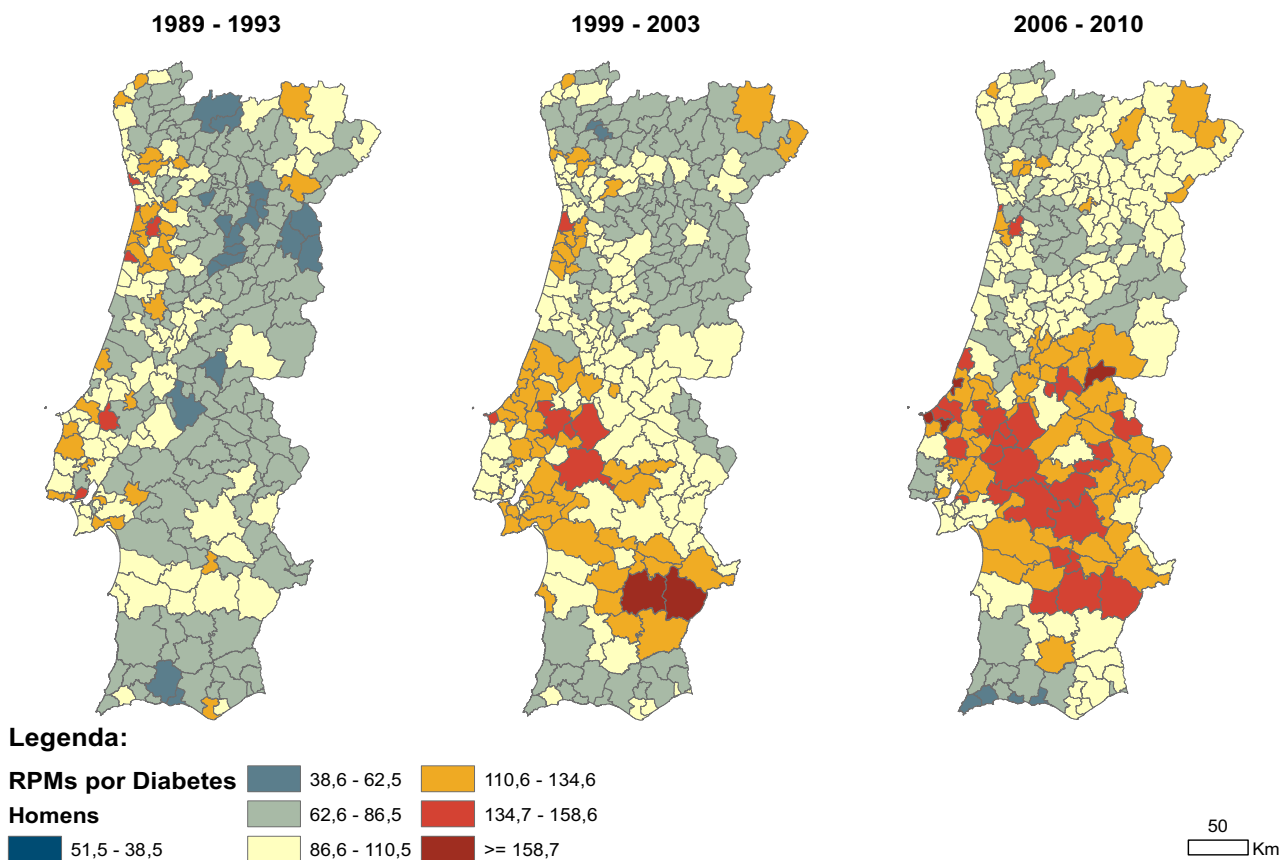 1989 - 1993
1999 - 2003
2006 - 2010
Legenda:
RPMs por Diabetes
Homens
51,5 - 38,5
38,6 - 62,5
62,6 - 86,5
86,6 - 110,5
110,6 - 134,6
134,7 - 158,6
>= 158,7
50
Km